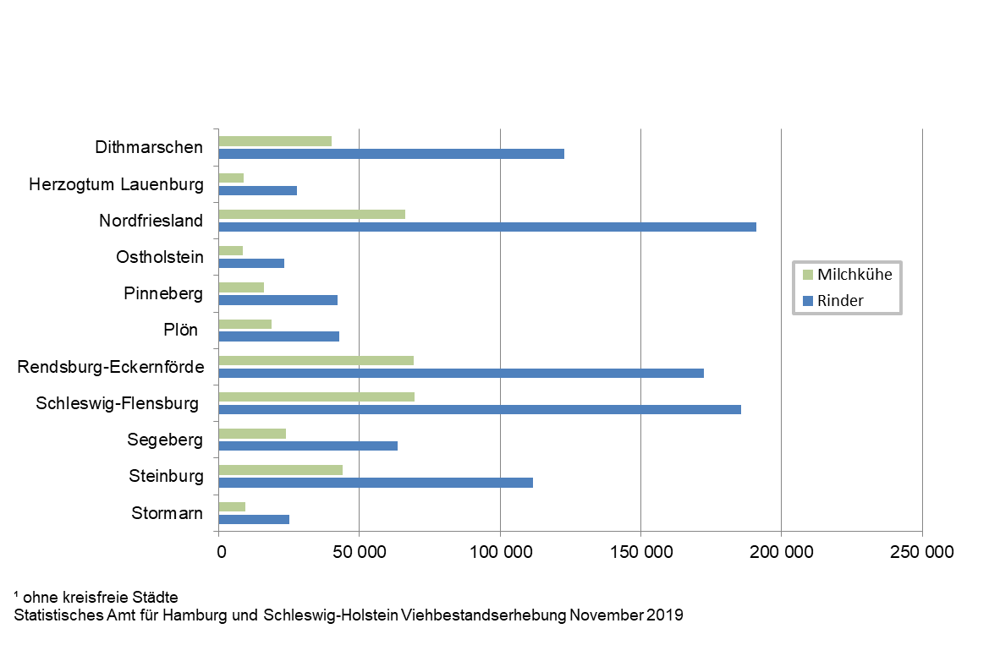 Dithmarschen
Herzogtum Lauenburg
Nordfriesland
Ostholstein
Pinneberg
Plön
Rendsburg-Eckernförde
Schleswig-Flensburg
Segeberg
Steinburg
Stormarn
Milchkühe
Rinder
0 50 000 100 000 150 000 200 000 250 000
¹ ohne kreisfreie Städte
Statistisches Amt für Hamburg und Schleswig-Holstein Viehbestandserhebung November 2019